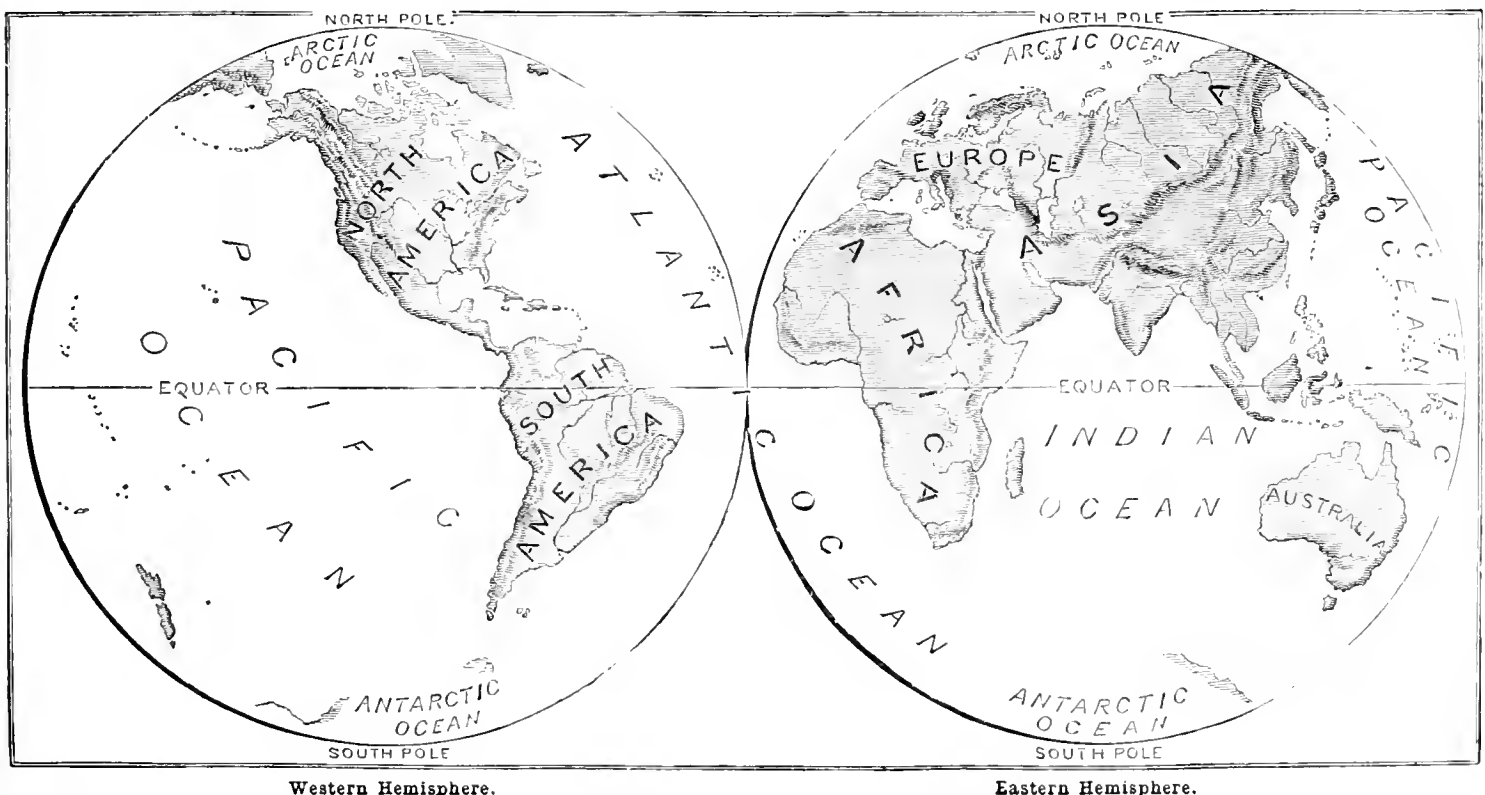 NORTH POLE.
ARCTIC
OCEAN
NORTH
AMERICA
ATLANTIC OCEAN
PACIFIC
OCEAN
EQUATOR
SOUTH
AMERICA
ANTARCTIC
OCEAN
SOUTH POLE
Western Hemisphere.
NORTH POLE
ARCTIC OCEAN
EUROPE
ASIA
AFRICA
PACIFIC
OCEAN
EQUATOR
INDIAN
OCEAN
AUSTRALIA
ANTARCTIC
OCEAN
SOUTH POLE
Eastern Hemisphere.